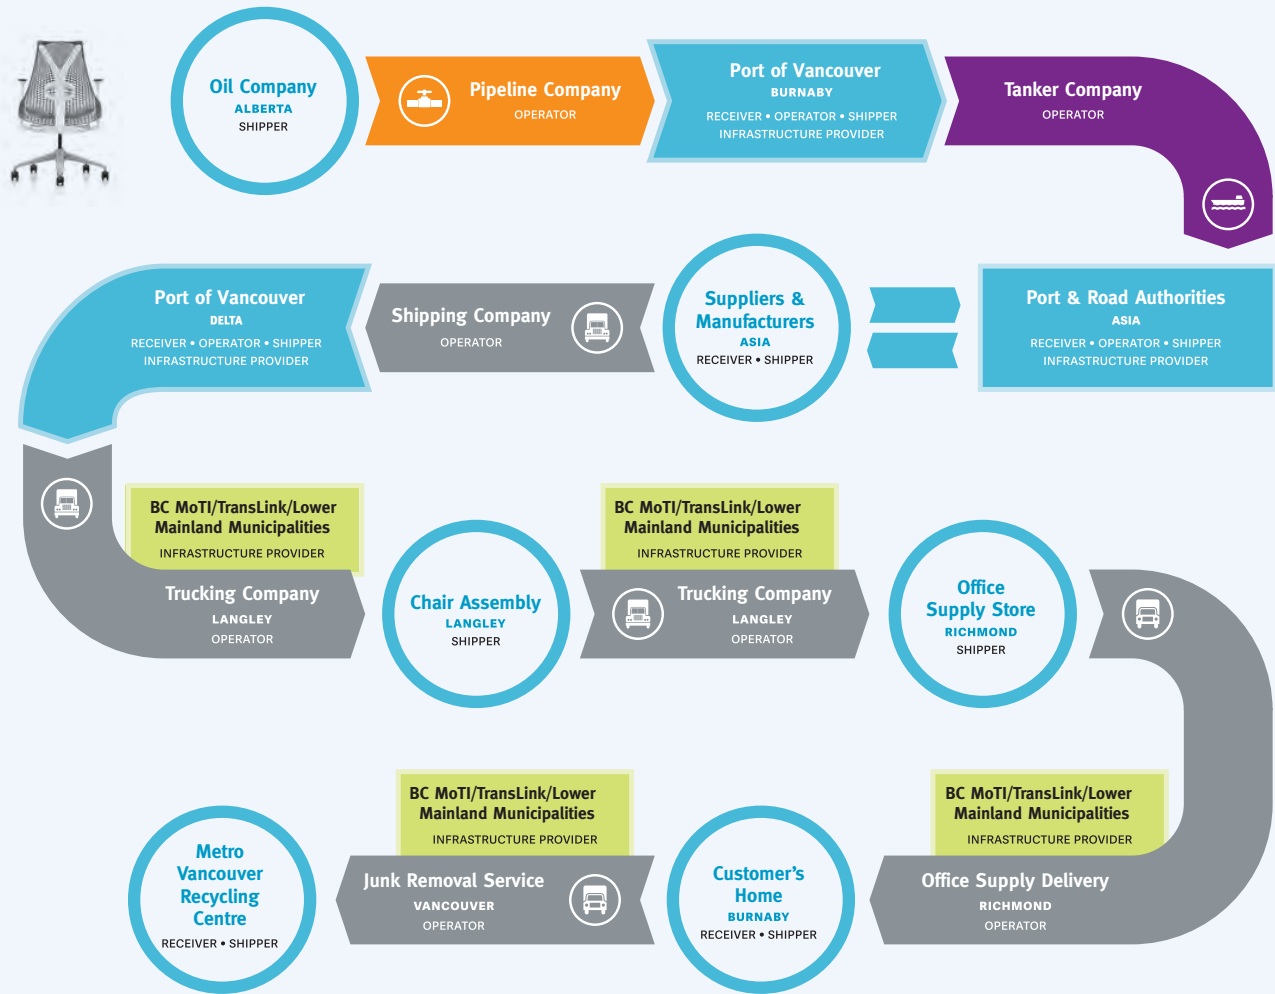 Oil Company
ALBERTA
SHIPPER
Pipeline Company
OPERATOR
Port of Vancouver
BURNABY
RECEIVER • OPERATOR • SHIPPER
INFRASTRUCTURE PROVIDER
Tanker Company
OPERATOR
Port & Road Authorities
ASIA
RECEIVER • OPERATOR • SHIPPER
INFRASTRUCTURE PROVIDER
Suppliers &
Manufacturers
ASIA
RECEIVER • SHIPPER
Shipping Company
OPERATOR
Port of Vancouver
DELTA
RECEIVER • OPERATOR • SHIPPER
INFRASTRUCTURE PROVIDER
BC MoTI/TransLink/Lower
Mainland Municipalities
INFRASTRUCTURE PROVIDER
Trucking Company
LANGLEY
OPERATOR
Chair Assembly
LANGLEY
SHIPPER
BC MoTI/TransLink/Lower
Mainland Municipalities
INFRASTRUCTURE PROVIDER
Trucking Company
LANGLEY
OPERATOR
Office
Supply Store
RICHMOND
SHIPPER
BC MoTI/TransLink/Lower
Mainland Municipalities
INFRASTRUCTURE PROVIDER
Office Supply Delivery
RICHMOND
OPERATOR
Customer's
Home
BURNABY
RECEIVER • SHIPPER
BC MoTI/TransLink/Lower
Mainland Municipalities
INFRASTRUCTURE PROVIDER
Junk Removal Service
VANCOUVER
OPERATOR
Metro
Vancouver
Recycling
Centre
RECEIVER • SHIPPER